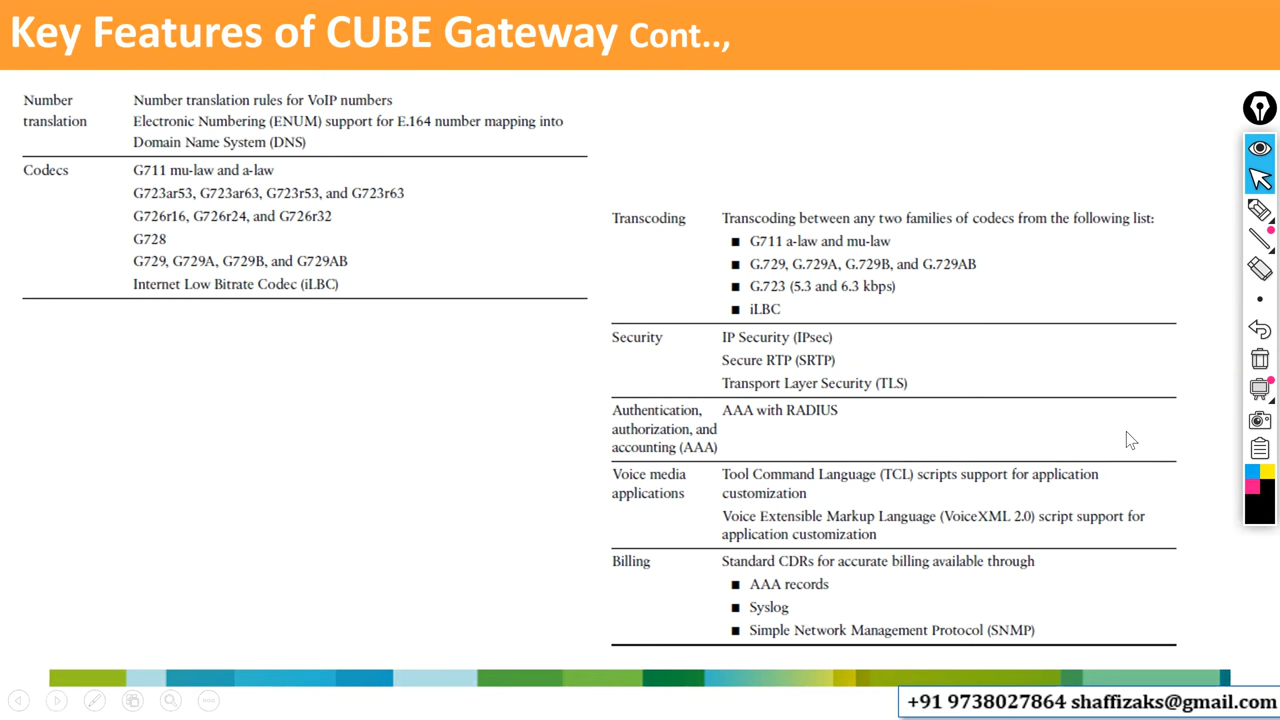 Key Features of CUBE Gateway Cont..,
Number
translation
Number translation rules for VoIP numbers
Electronic Numbering (ENUM) support for E.164 number mapping into
Domain Name System (DNS)
Codecs
G711 mu-law and a-law
G723ar53, G723ar63, G723r53, and G723r63
G726r16, G726r24, and G726r32
G728
G729, G729A, G729B, and G729AB
Internet Low Bitrate Codec (iLBC)
Transcoding
Transcoding between any two families of codecs from the following list:
■ G711 a-law and mu-law
■ G.729, G.729A, G.729B, and G.729AB
■ G.723 (5.3 and 6.3 kbps)
■ iLBC
Security
IP Security (IPsec)
Secure RTP (SRTP)
Transport Layer Security (TLS)
Authentication,
authorization, and
accounting (AAA)
AAA with RADIUS
Voice media
applications
Tool Command Language (TCL) scripts support for application
customization
Voice Extensible Markup Language (VoiceXML 2.0) script support for
application customization
Billing
Standard CDRs for accurate billing available through
■ AAA records
■ Syslog
■ Simple Network Management Protocol (SNMP)
+91 9738027864 shaffizaks@gmail.com